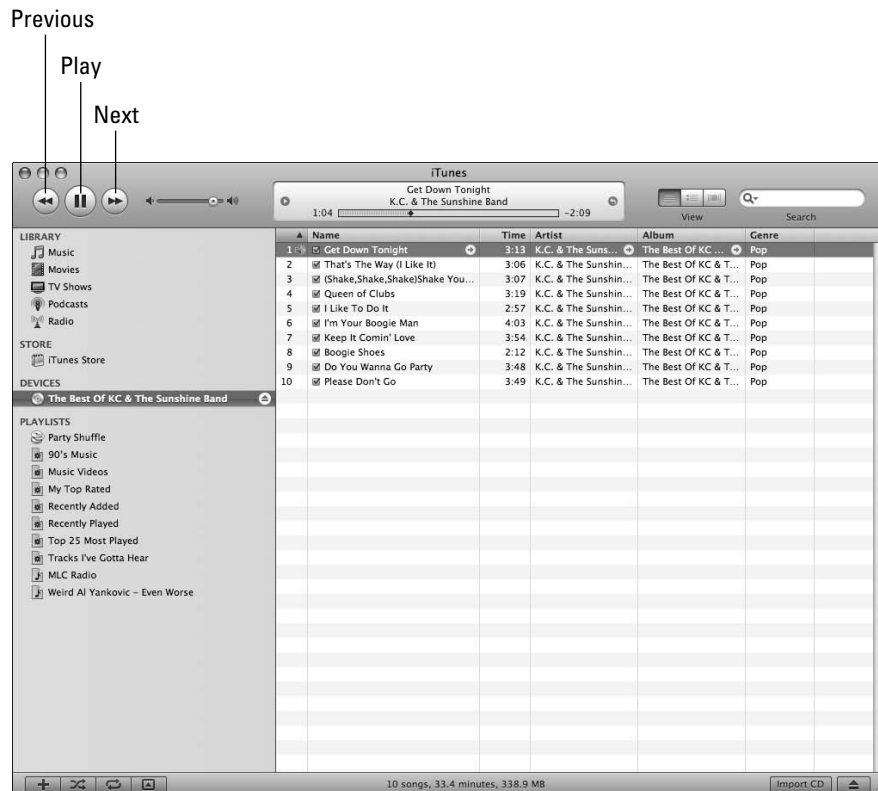 Previous
Play
Next
iTunes
Get Down Tonight
K.C. & The Sunshine Band
1:04 -2:09
View Search
LIBRARY
Music
Movies
TV Shows
Podcasts
Radio
STORE
iTunes Store
DEVICES
The Best Of KC & The Sunshine Band
PLAYLISTS
Party Shuffle
90's Music
Music Videos
My Top Rated
Recently Added
Recently Played
Top 25 Most Played
Tracks I've Gotta Hear
MLC Radio
Weird Al Yankovic – Even Worse
Name Time Artist Album Genre
1 Get Down Tonight 3:13 K.C. & The Suns... The Best Of KC ... Pop
2 That's The Way (I Like It) 3:06 K.C. & The Sunshin... The Best Of KC & T... Pop
3 (Shake,Shake,Shake)Shake You... 3:07 K.C. & The Sunshin... The Best Of KC & T... Pop
4 Queen of Clubs 3:19 K.C. & The Sunshin... The Best Of KC & T... Pop
5 I Like To Do It 2:57 K.C. & The Sunshin... The Best Of KC & T... Pop
6 I'm Your Boogie Man 4:03 K.C. & The Sunshin... The Best Of KC & T... Pop
7 Keep It Comin' Love 3:54 K.C. & The Sunshin... The Best Of KC & T... Pop
8 Boogie Shoes 2:12 K.C. & The Sunshin... The Best Of KC & T... Pop
9 Do You Wanna Go Party 3:48 K.C. & The Sunshin... The Best Of KC & T... Pop
10 Please Don't Go 3:49 K.C. & The Sunshin... The Best Of KC & T... Pop
10 songs, 33.4 minutes, 338.9 MB
Import CD